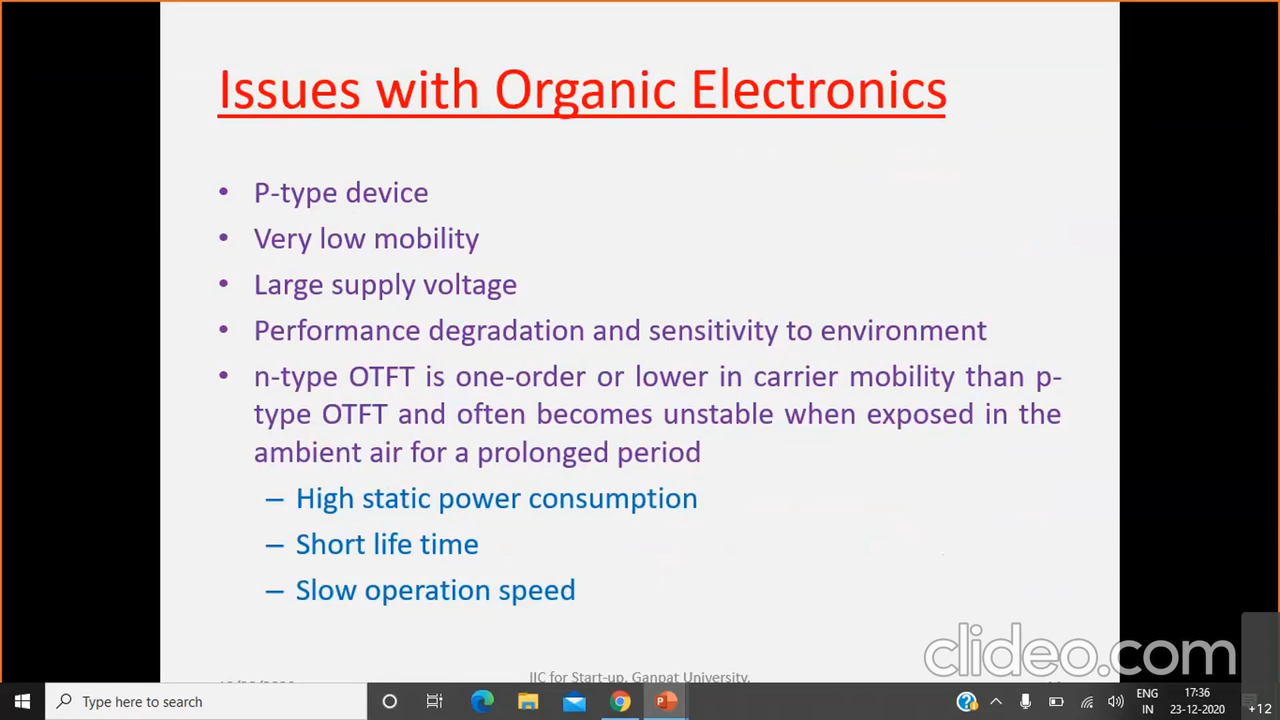 Issues with Organic Electronics
• P-type device
• Very low mobility
• Large supply voltage
• Performance degradation and sensitivity to environment
• n-type OTFT is one-order or lower in carrier mobility than p-
type OTFT and often becomes unstable when exposed in the
ambient air for a prolonged period
– High static power consumption
– Short life time
– Slow operation speed
clideo.com
IIC for Start-up, Ganpat University,
Type here to search
ENG
IN
17:36
23-12-2020
+12